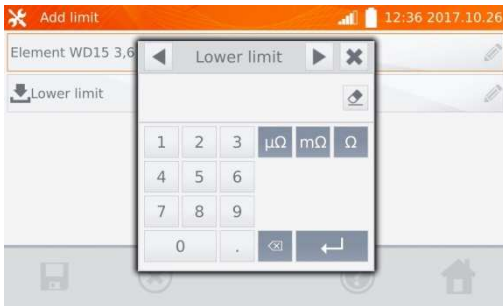 Add limit
12:36 2017.10.26
Element WD15 3,6
Lower limit
Lower limit
1 2 3 µΩ mΩ Ω
4 5 6
7 8 9
0 .